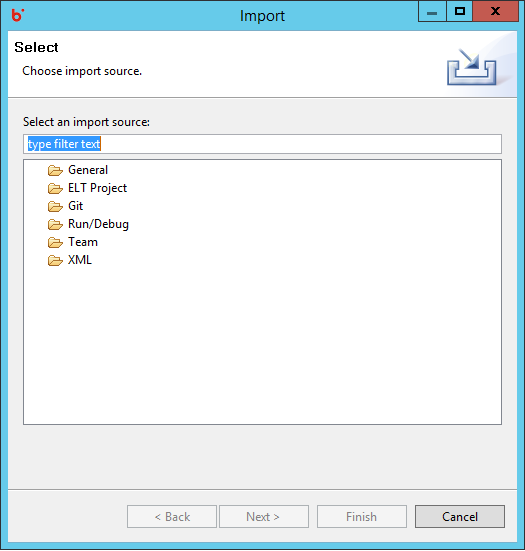 Import
Select
Choose import source.
Select an import source:
type filter text
General
ELT Project
Git
Run/Debug
Team
XML
< Back
Next >
Finish
Cancel